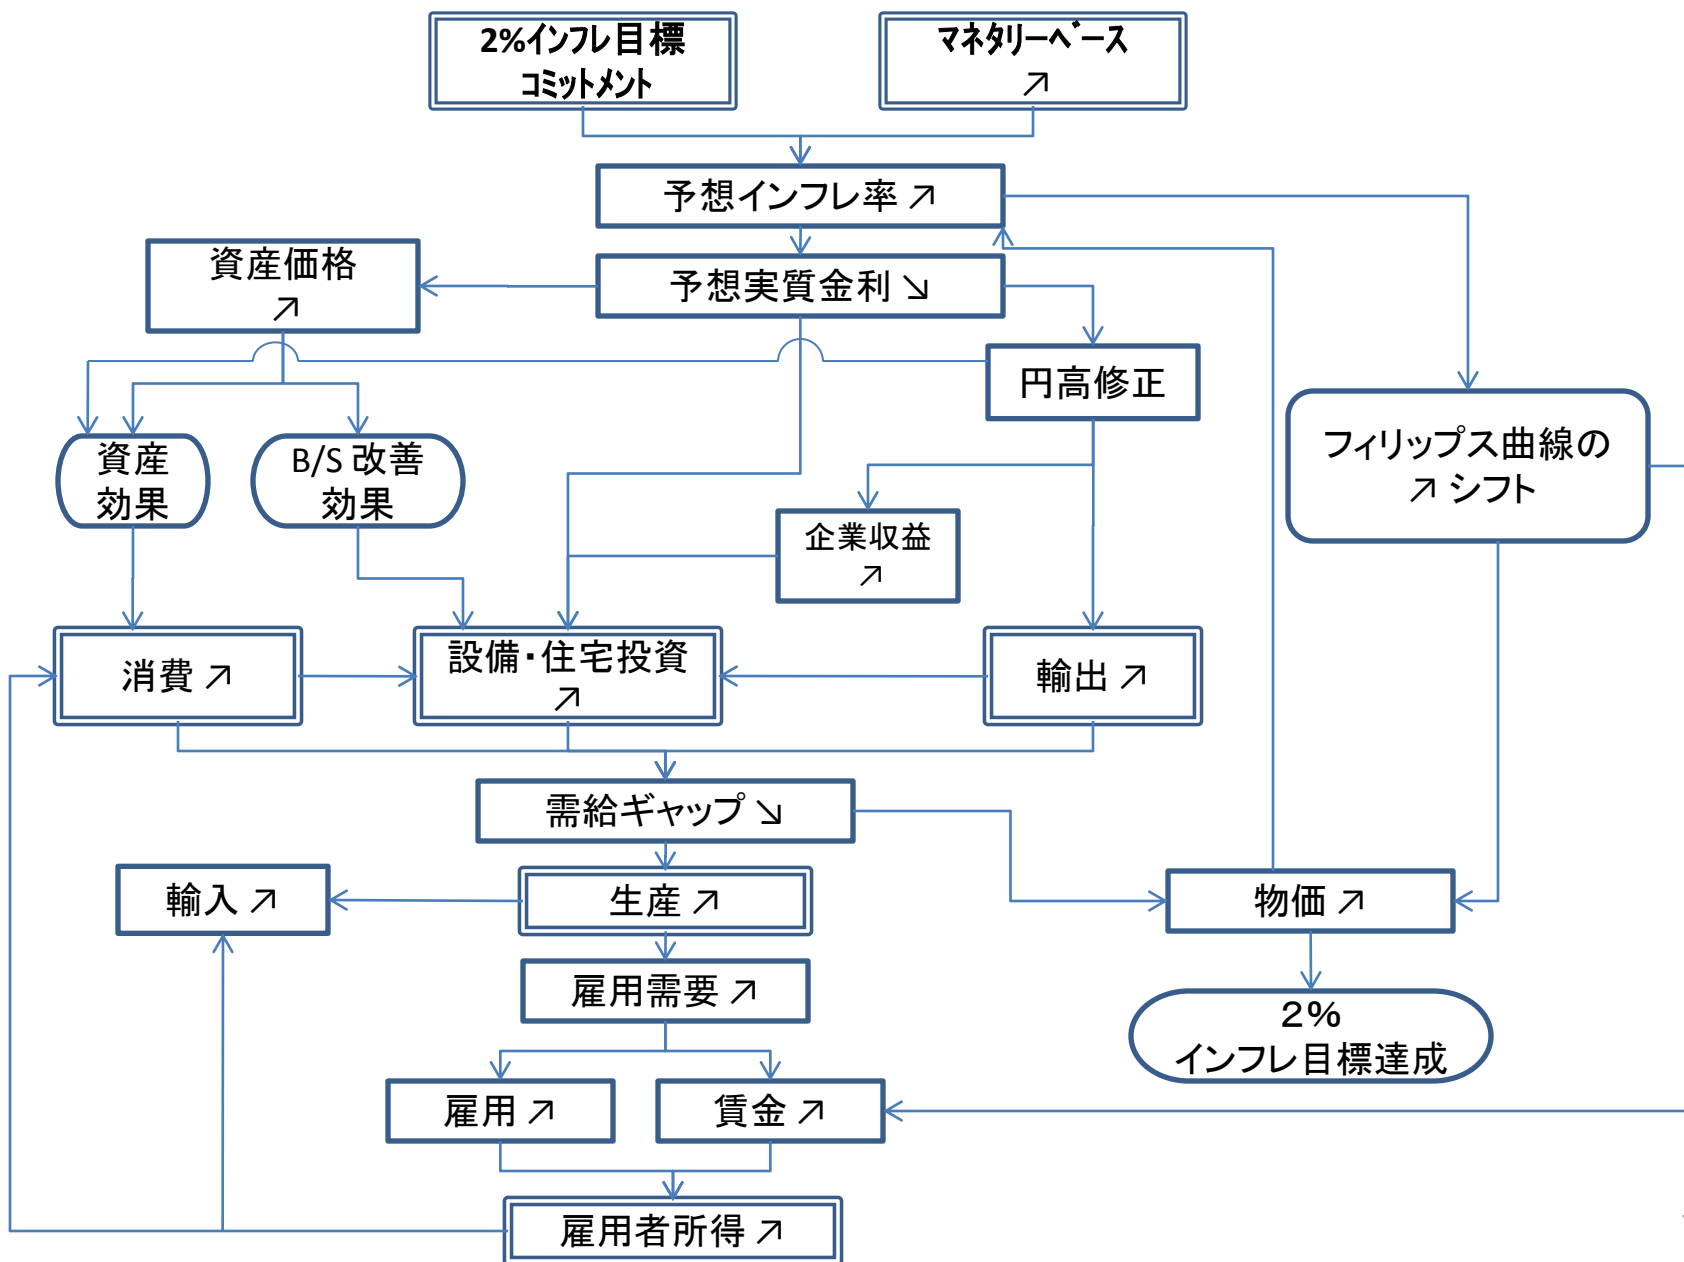 2%インフレ目標
コミットメント
マネタリーベース
↗
予想インフレ率 ↗
資産価格
↗
予想実質金利 ↘
円高修正
フィリップス曲線の
↗ シフト
資産
効果
B/S 改善
効果
企業収益
↗
消費 ↗
設備・住宅投資
↗
輸出 ↗
需給ギャップ ↘
輸入 ↗
生産 ↗
物価 ↗
雇用需要 ↗
2%
インフレ目標達成
雇用 ↗
賃金 ↗
雇用者所得 ↗